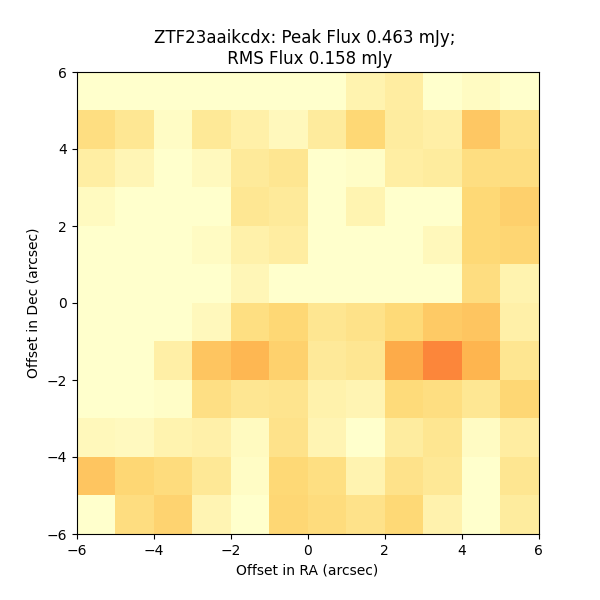 ZTF23aaikcdx: Peak Flux 0.463 mJy;
RMS Flux 0.158 mJy
6
4
2
0
−2
−4
−6
Offset in Dec (arcsec)
−6 −4 −2 0 2 4 6
Offset in RA (arcsec)